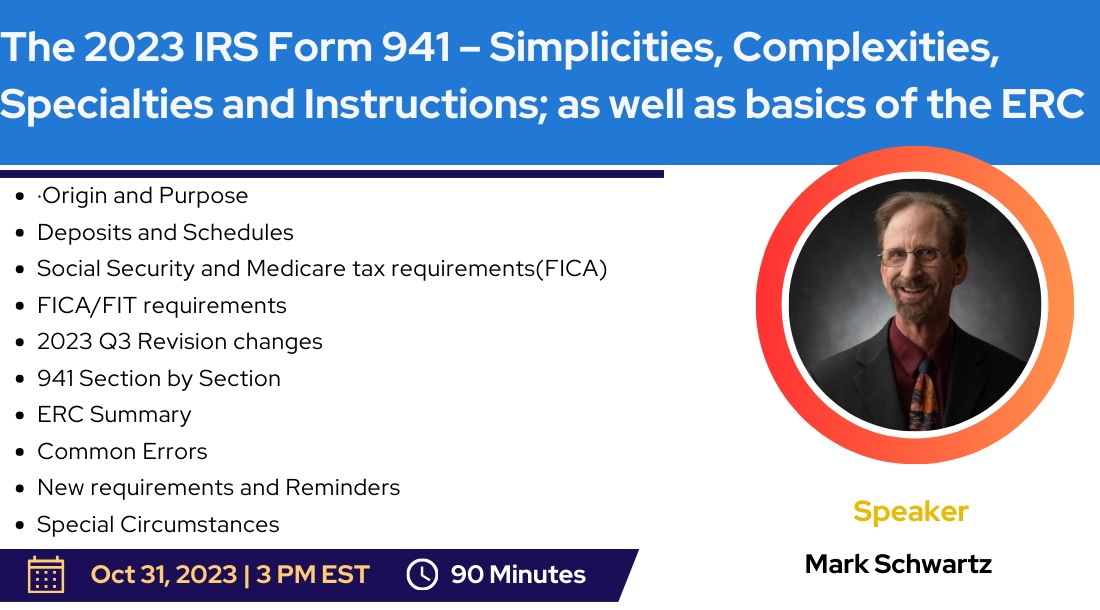 The 2023 IRS Form 941 – Simplicities, Complexities,
Specialties and Instructions; as well as basics of the ERC
• ·Origin and Purpose
• Deposits and Schedules
• Social Security and Medicare tax requirements(FICA)
• FICA/FIT requirements
• 2023 Q3 Revision changes
• 941 Section by Section
• ERC Summary
• Common Errors
• New requirements and Reminders
• Special Circumstances
Oct 31, 2023 | 3 PM EST
90 Minutes
Speaker
Mark Schwartz